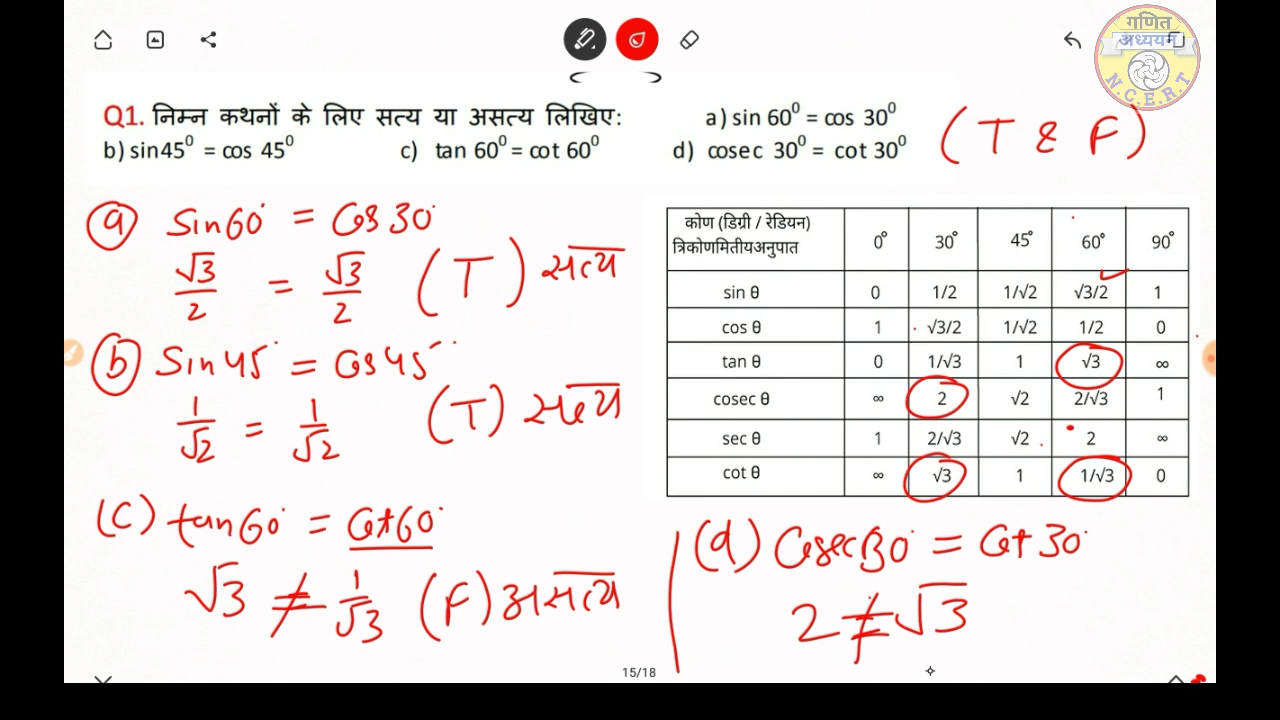 गणित
अध्ययन
N.C.E.R.T
Q1. निम्न कथनों के लिए सत्य या असत्य लिखिए: a) sin 60⁰ = cos 30⁰
b) sin45⁰ = cos 45⁰ c) tan 60⁰ = cot 60⁰ d) cosec 30⁰ = cot 30⁰
(T & F)
(a) Sin60° = Cos30°
√3/2 = √3/2 (T) सत्य
(b) Sin45° = Cos45°
1/√2 = 1/√2 (T) सत्य
(C) tan60° = Cot60°
√3 ≠ 1/√3 (F) असत्य
कोण (डिग्री / रेडियन) 0° 30° 45° 60° 90°
त्रिकोणमितीयअनुपात
sin θ 0 1/2 1/√2 √3/2 1
cos θ 1 √3/2 1/√2 1/2 0
tan θ 0 1/√3 1 √3 ∞
cosec θ ∞ 2 √2 2/√3 1
sec θ 1 2/√3 √2 2 ∞
cot θ ∞ √3 1 1/√3 0
(d) Cosec30° = Cot30°
2 ≠ √3
15/18